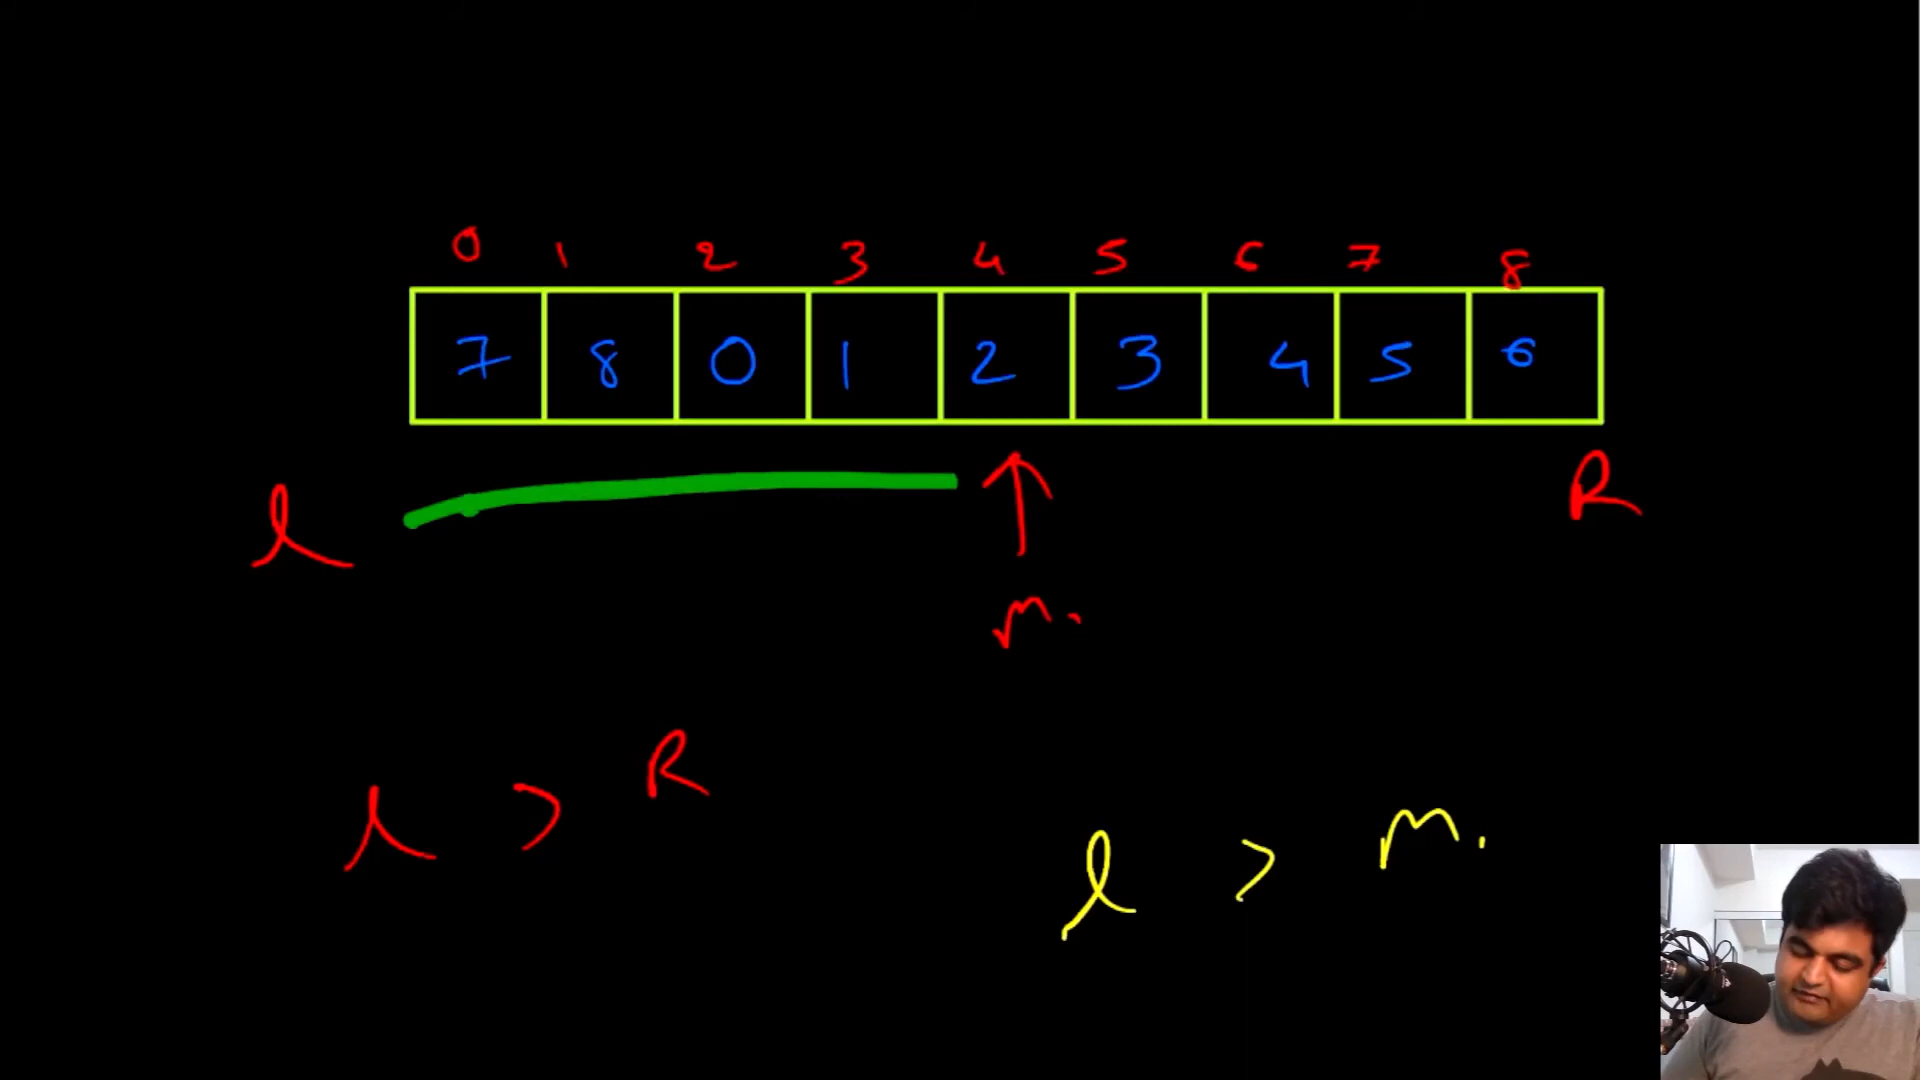 0 1 2 3 4 5 6 7 8
7 8 0 1 2 3 4 5 6
l R
m.
l > R
l > m.